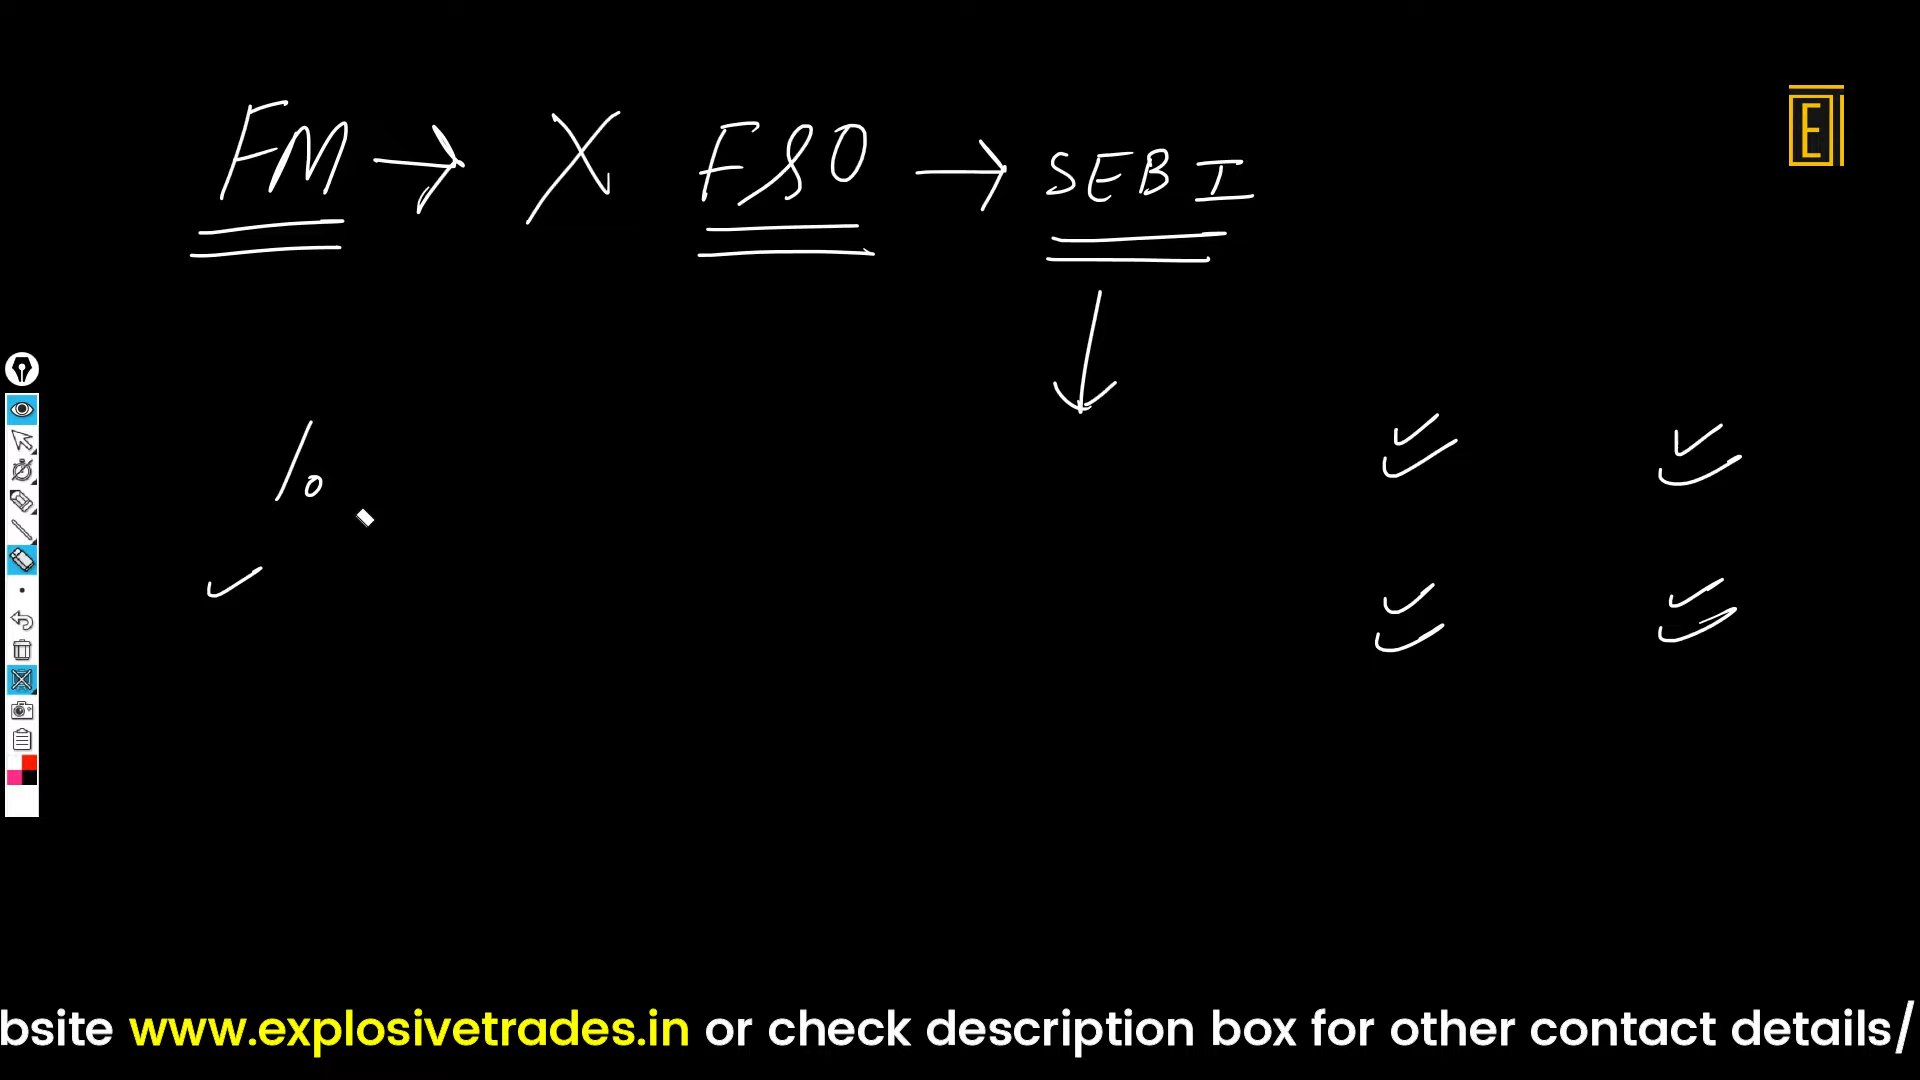 FM → X F&O → SEBI
%
E
bsite www.explosivetrades.in or check description box for other contact details/